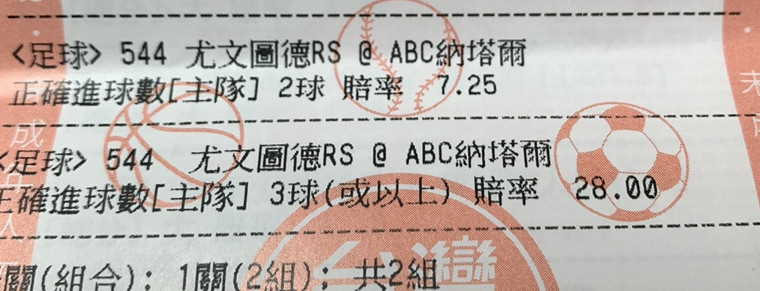 <足球> 544 尤文圖德RS @ ABC納塔爾
正確進球數[主隊] 2球 賠率 7.25
<足球> 544 尤文圖德RS @ ABC納塔爾
正確進球數[主隊] 3球(或以上) 賠率 28.00
關(組合): 1關(2組): 共2組